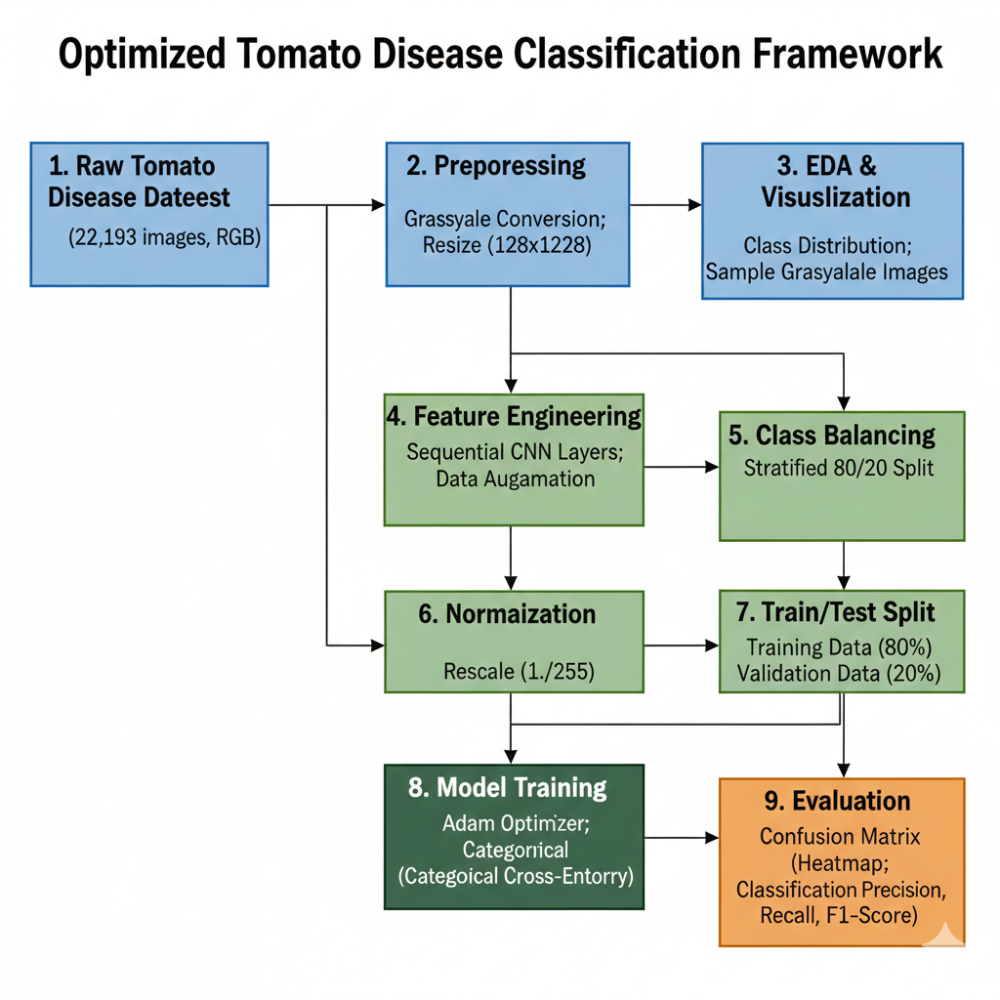 Optimized Tomato Disease Classification Framework
1. Raw Tomato
Disease Dateest
(22,193 images, RGB)
2. Preporessing
Grassyale Conversion;
Resize (128x1228)
3. EDA &
Visuslization
Class Distribution;
Sample Grasyalale Images
4. Feature Engineering
Sequential CNN Layers;
Data Augamation
5. Class Balancing
Stratified 80/20 Split
6. Normaization
Rescale (1./255)
7. Train/Test Split
Training Data (80%)
Validation Data (20%)
8. Model Training
Adam Optimizer;
Categorrical
(Categoical Cross-Entorry)
9. Evaluation
Confusion Matrix
(Heatmap;
Classification Precision,
Recall, F1-Score)